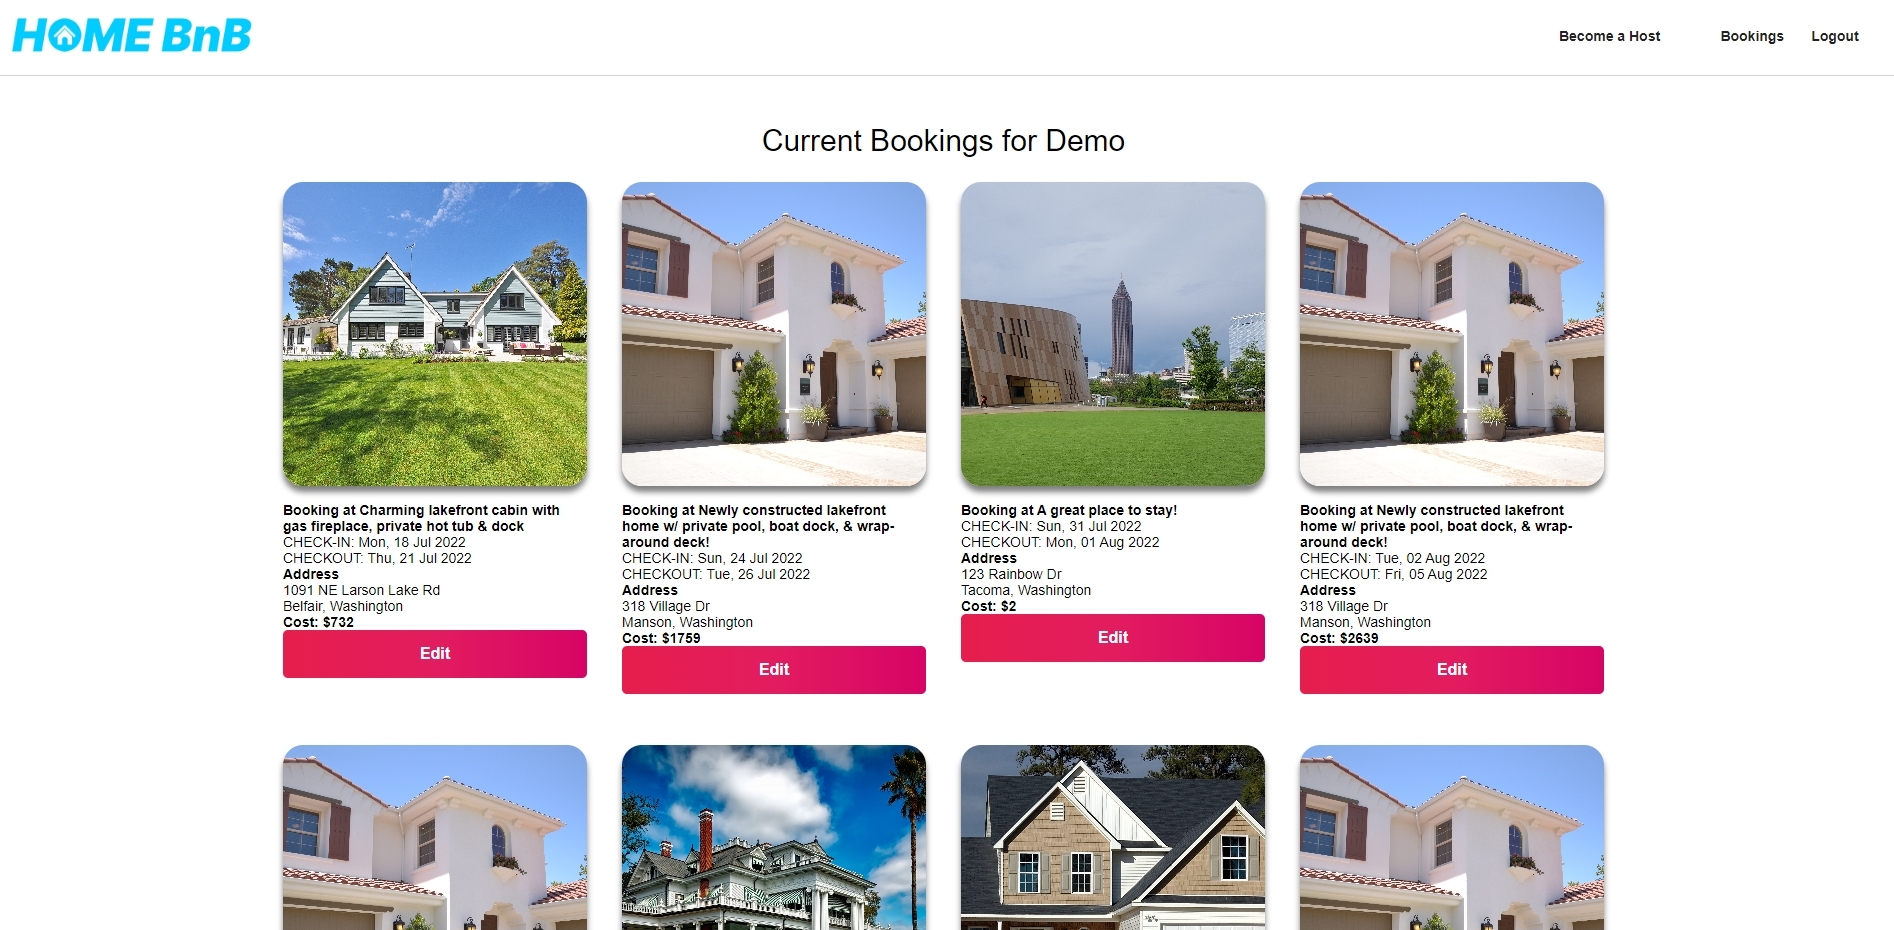 HOME BnB
Become a Host
Bookings
Logout
Current Bookings for Demo
Booking at Charming lakefront cabin with
gas fireplace, private hot tub & dock
CHECK-IN: Mon, 18 Jul 2022
CHECKOUT: Thu, 21 Jul 2022
Address
1091 NE Larson Lake Rd
Belfair, Washington
Cost: $732
Edit
Booking at Newly constructed lakefront
home w/ private pool, boat dock, & wrap-
around deck!
CHECK-IN: Sun, 24 Jul 2022
CHECKOUT: Tue, 26 Jul 2022
Address
318 Village Dr
Manson, Washington
Cost: $1759
Edit
Booking at A great place to stay!
CHECK-IN: Sun, 31 Jul 2022
CHECKOUT: Mon, 01 Aug 2022
Address
123 Rainbow Dr
Tacoma, Washington
Cost: $2
Edit
Booking at Newly constructed lakefront
home w/ private pool, boat dock, & wrap-
around deck!
CHECK-IN: Tue, 02 Aug 2022
CHECKOUT: Fri, 05 Aug 2022
Address
318 Village Dr
Manson, Washington
Cost: $2639
Edit